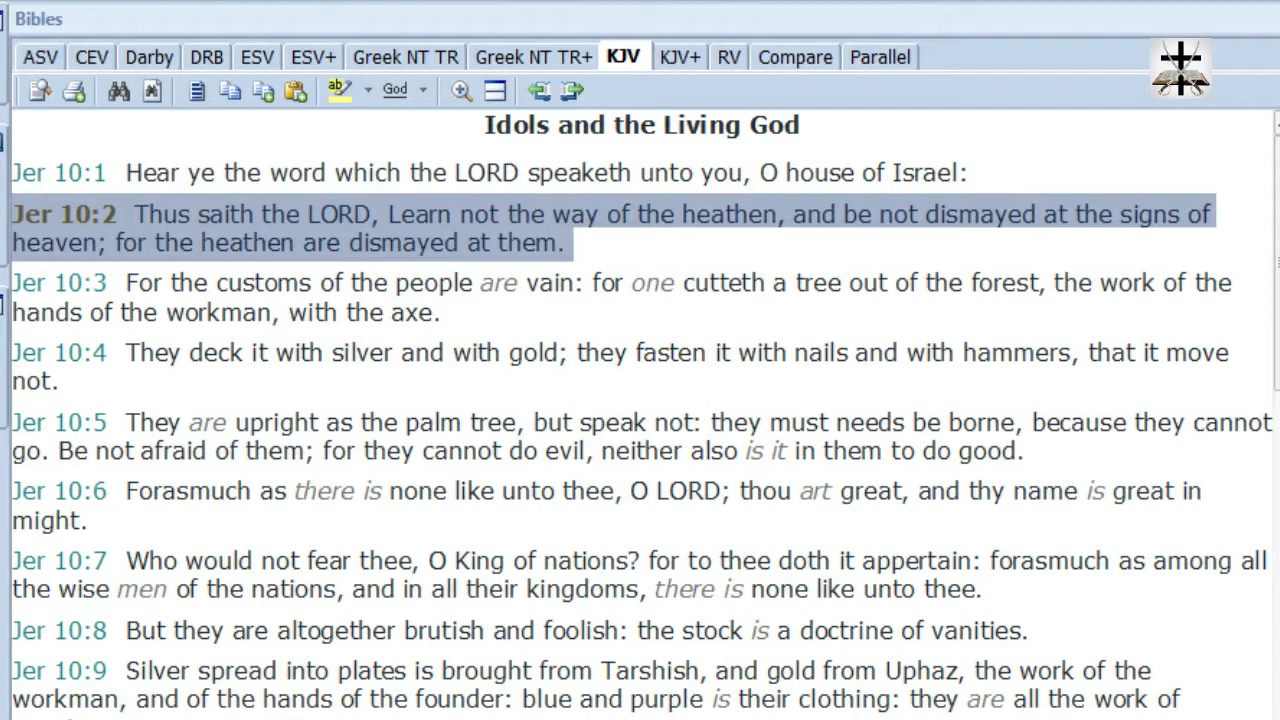 Bibles
ASV CEV Darby DRB ESV ESV+ Greek NT TR Greek NT TR+ KJV KJV+ RV Compare Parallel
ab God
Idols and the Living God
Jer 10:1 Hear ye the word which the LORD speaketh unto you, O house of Israel:
Jer 10:2 Thus saith the LORD, Learn not the way of the heathen, and be not dismayed at the signs of
heaven; for the heathen are dismayed at them.
Jer 10:3 For the customs of the people are vain: for one cutteth a tree out of the forest, the work of the
hands of the workman, with the axe.
Jer 10:4 They deck it with silver and with gold; they fasten it with nails and with hammers, that it move
not.
Jer 10:5 They are upright as the palm tree, but speak not: they must needs be borne, because they cannot
go. Be not afraid of them; for they cannot do evil, neither also is it in them to do good.
Jer 10:6 Forasmuch as there is none like unto thee, O LORD; thou art great, and thy name is great in
might.
Jer 10:7 Who would not fear thee, O King of nations? for to thee doth it appertain: forasmuch as among all
the wise men of the nations, and in all their kingdoms, there is none like unto thee.
Jer 10:8 But they are altogether brutish and foolish: the stock is a doctrine of vanities.
Jer 10:9 Silver spread into plates is brought from Tarshish, and gold from Uphaz, the work of the
workman, and of the hands of the founder: blue and purple is their clothing: they are all the work of